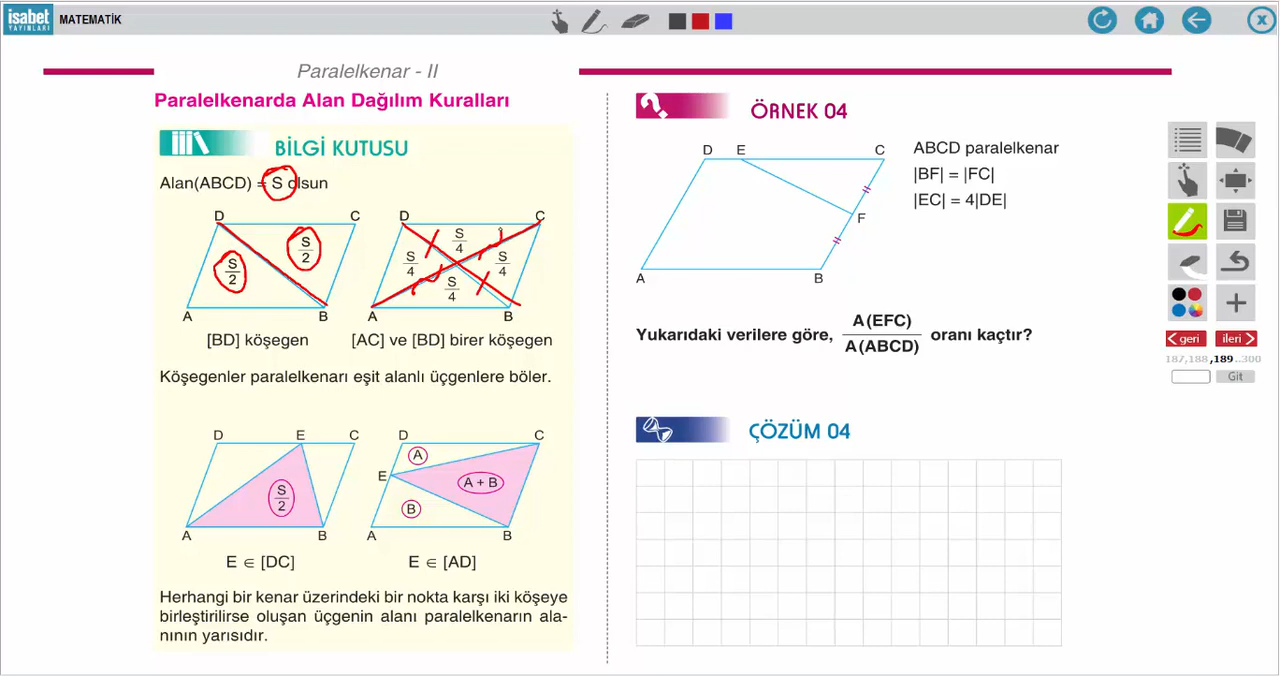 isabet
YAYINLARI
MATEMATİK
Paralelkenar - II
Paralelkenarda Alan Dağılım Kuralları
BİLGİ KUTUSU
Alan(ABCD) = S olsun
D C
S/2 S/2
A B
[BD] köşegen
D C
S/4 S/4 S/4 S/4
A B
[AC] ve [BD] birer köşegen
Köşegenler paralelkenarı eşit alanlı üçgenlere böler.
D E C
S/2
A B
E ∈ [DC]
D C
A
E
A + B
B
A B
E ∈ [AD]
Herhangi bir kenar üzerindeki bir nokta karşı iki köşeye
birleştirilirse oluşan üçgenin alanı paralelkenarın ala-
nının yarısıdır.
?
ÖRNEK 04
D E C
F
A B
ABCD paralelkenar
|BF| = |FC|
|EC| = 4|DE|
Yukarıdaki verilere göre, A(EFC)/A(ABCD) oranı kaçtır?
ÇÖZÜM 04
geri ileri
187,188,189..300
Git